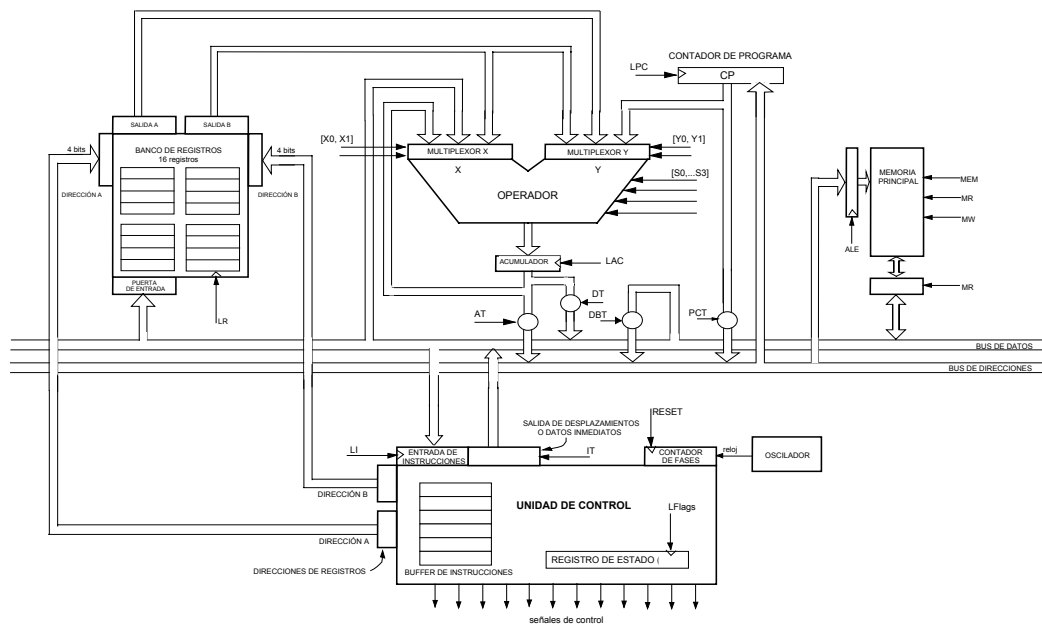 CONTADOR DE PROGRAMA
LPC
CP
SALIDA A
SALIDA B
4 bits
BANCO DE REGISTROS
16 registros
4 bits
DIRECCIÓN A
DIRECCIÓN B
PUERTA
DE ENTRADA
LR
[X0, X1]
MULTIPLEXOR X
MULTIPLEXOR Y
[Y0, Y1]
X
Y
OPERADOR
[S0,...S3]
ACUMULADOR
LAC
AT
DT
DBT
PCT
MEMORIA
PRINCIPAL
MEM
MR
MW
ALE
MR
BUS DE DATOS
BUS DE DIRECCIONES
SALIDA DE DESPLAZAMIENTOS
O DATOS INMEDIATOS
RESET
LI
ENTRADA DE
INSTRUCCIONES
IT
CONTADOR
DE FASES
reloj
OSCILADOR
DIRECCIÓN B
UNIDAD DE CONTROL
LFlags
DIRECCIÓN A
REGISTRO DE ESTADO (
DIRECCIONES DE REGISTROS
BUFFER DE INSTRUCCIONES
señales de control